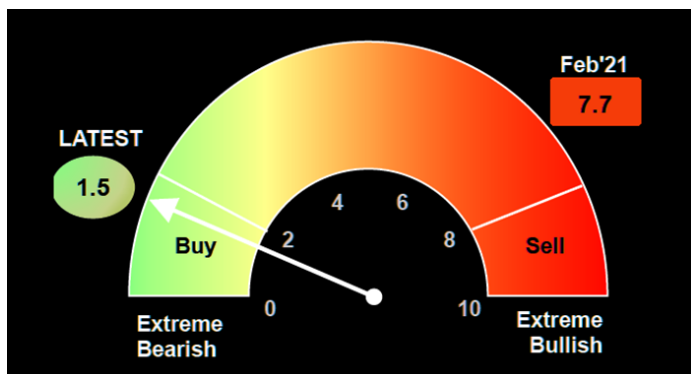 Feb'21
7.7
LATEST
1.5
4
6
2
8
Buy
Sell
0
10
Extreme
Bearish
Extreme
Bullish